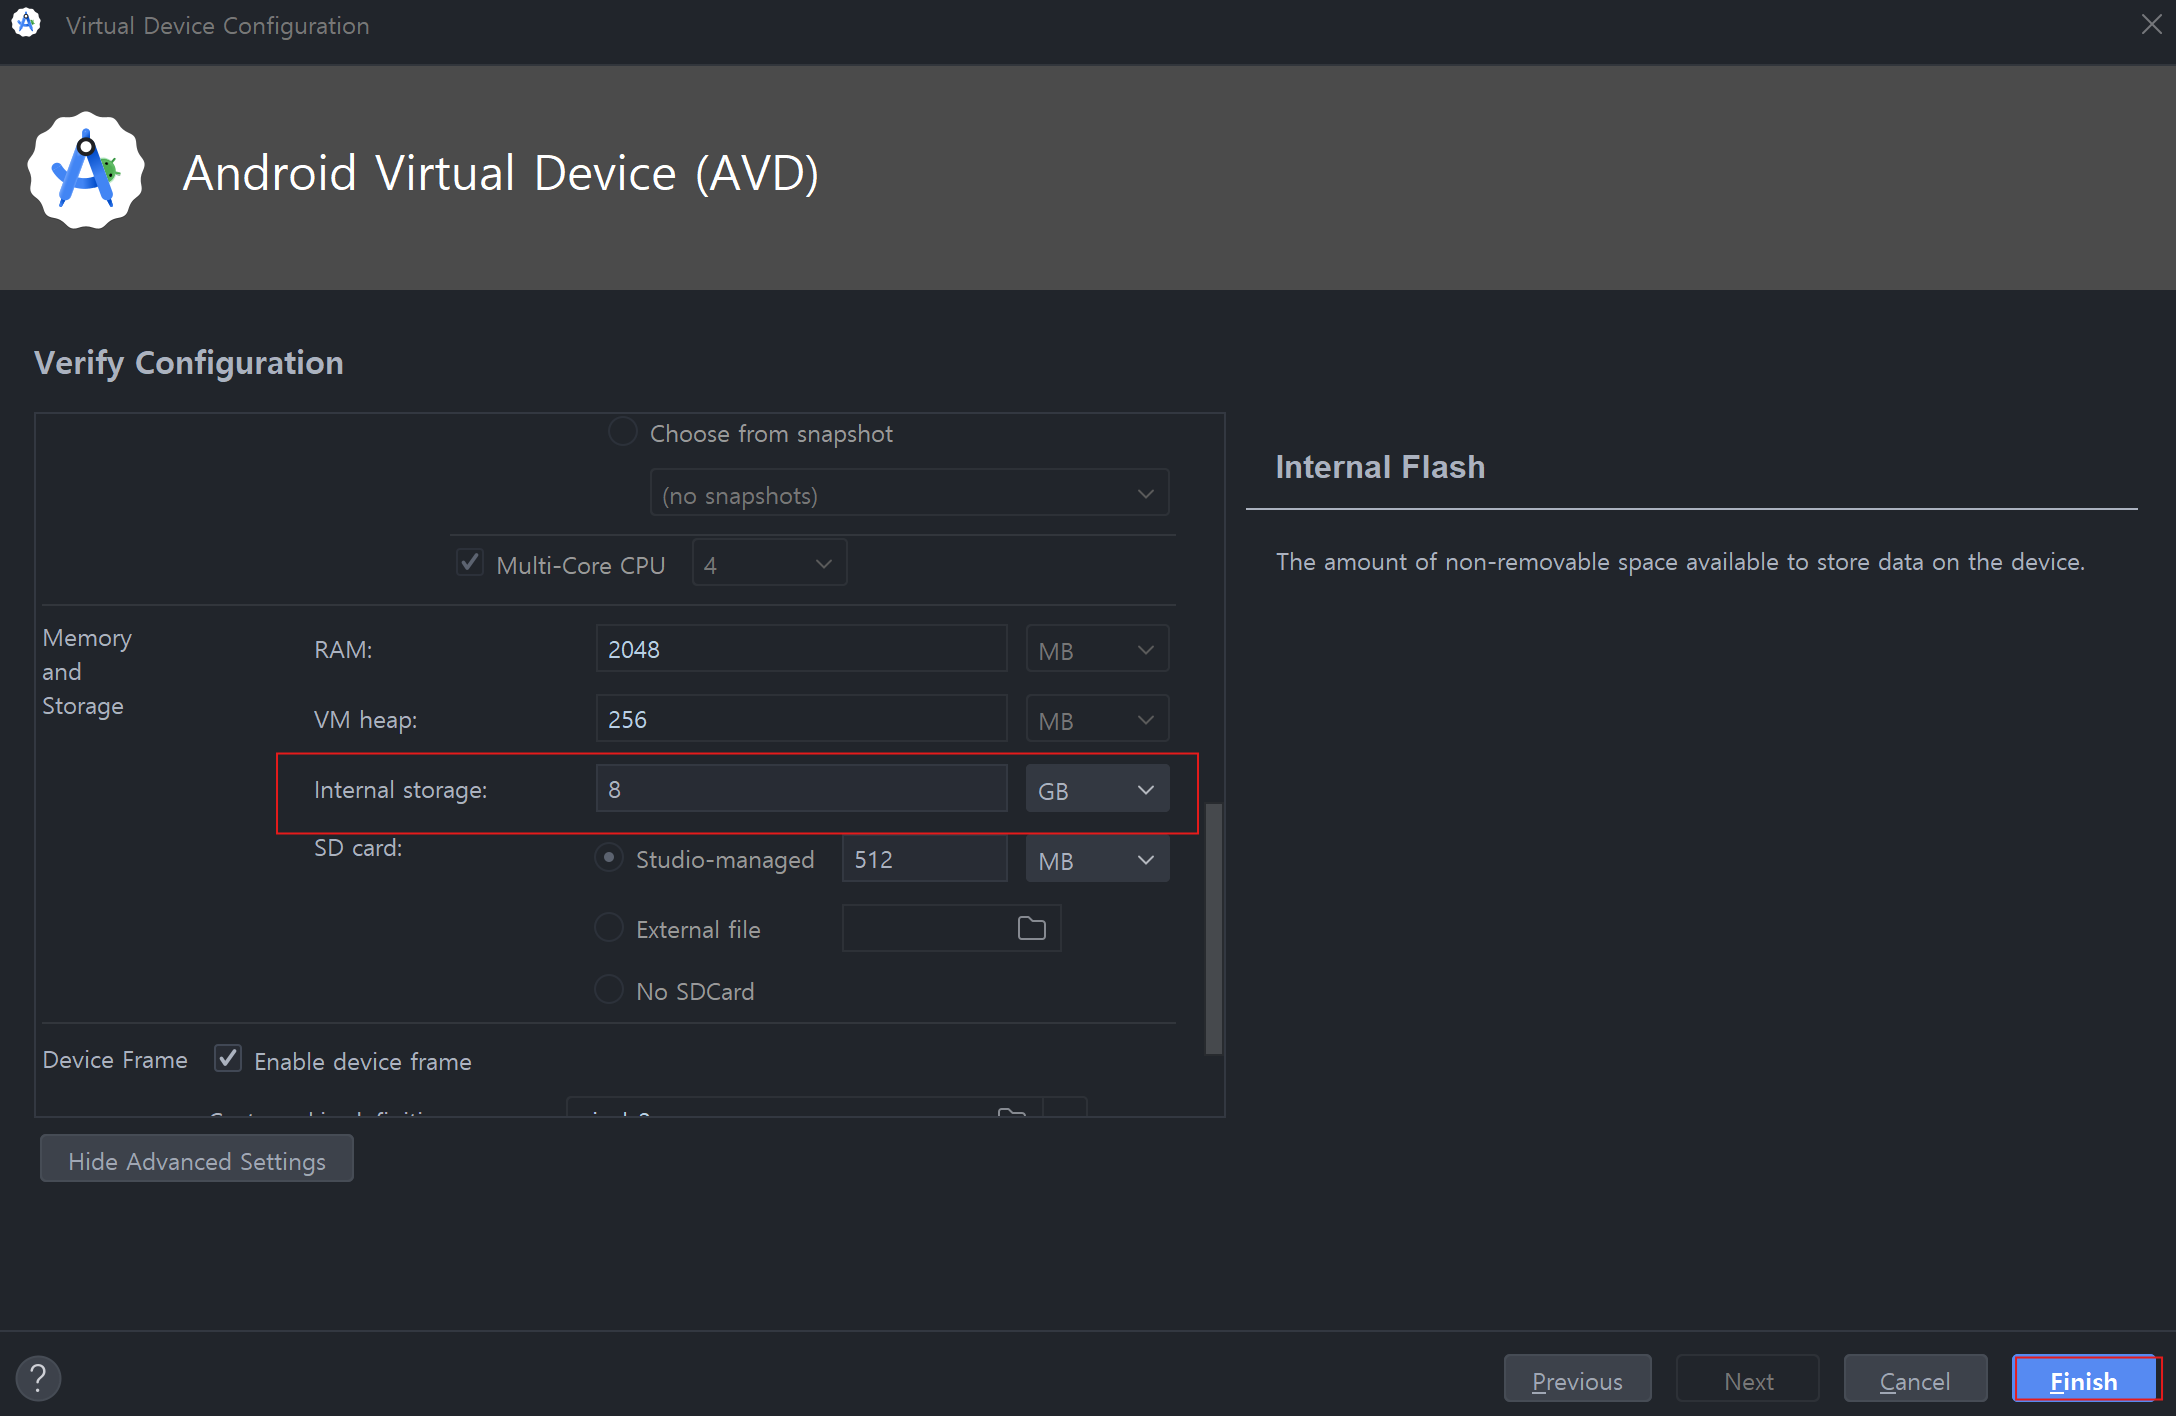 Virtual Device Configuration
Android Virtual Device (AVD)
Verify Configuration
Choose from snapshot
(no snapshots)
Multi-Core CPU 4
Memory
and
Storage
RAM: 2048 MB
VM heap: 256 MB
Internal storage: 8 GB
SD card: Studio-managed 512 MB
External file
No SDCard
Device Frame Enable device frame
Hide Advanced Settings
Internal Flash
The amount of non-removable space available to store data on the device.
?
Previous Next Cancel Finish